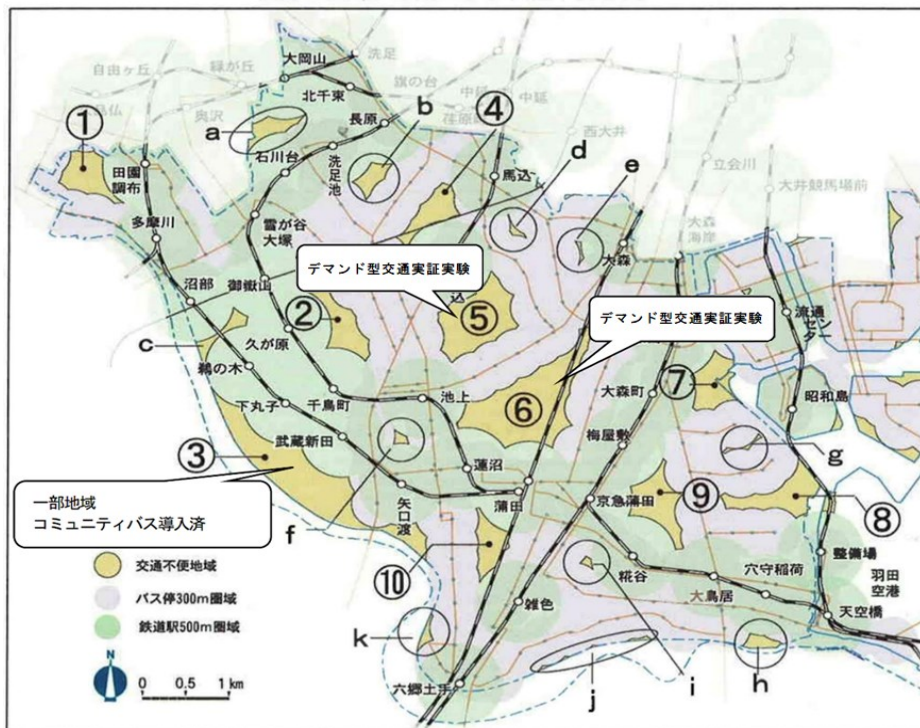 大岡山
洗足
自由ヶ丘
緑が丘
北千束
旗の台
中延
中延
九品仏
奥沢
荏原町
①
a
長原
b
④
西大井
田園
調布
石川台
洗足池
d
e
馬込
立会川
大井競馬場前
多摩川
雪が谷
大塚
大森
海岸
大森
デマンド型交通実証実験
沼部
御嶽山
②
込
⑤
デマンド型交通実証実験
流通
センター
c
久が原
鵜の木
⑥
大森町
⑦
昭和島
下丸子
千鳥町
池上
③
武蔵新田
梅屋敷
g
一部地域
コミュニティバス導入済
蓮沼
矢口渡
蒲田
京急蒲田
⑨
⑧
f
交通不便地域
⑩
整備場
バス停300m圏域
糀谷
穴守稲荷
羽田
空港
鉄道駅500m圏域
雑色
大鳥居
天空橋
k
N
0 0.5 1km
六郷土手
j
i
h